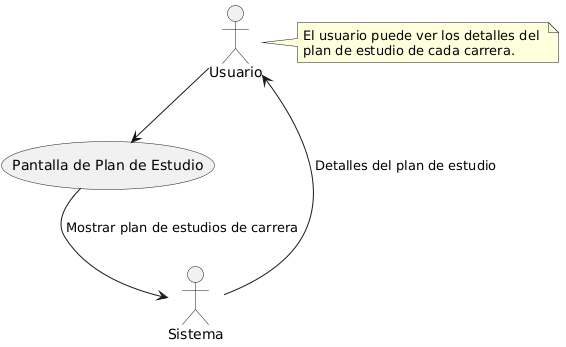 El usuario puede ver los detalles del
plan de estudio de cada carrera.
Usuario
Pantalla de Plan de Estudio
Detalles del plan de estudio
Mostrar plan de estudios de carrera
Sistema